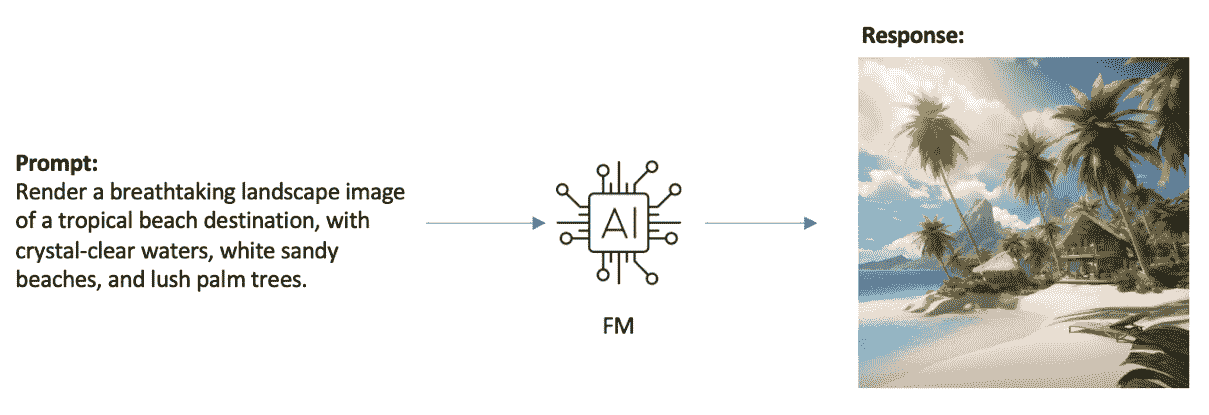 Prompt:
Render a breathtaking landscape image
of a tropical beach destination, with
crystal-clear waters, white sandy
beaches, and lush palm trees.
AI
FM
Response: